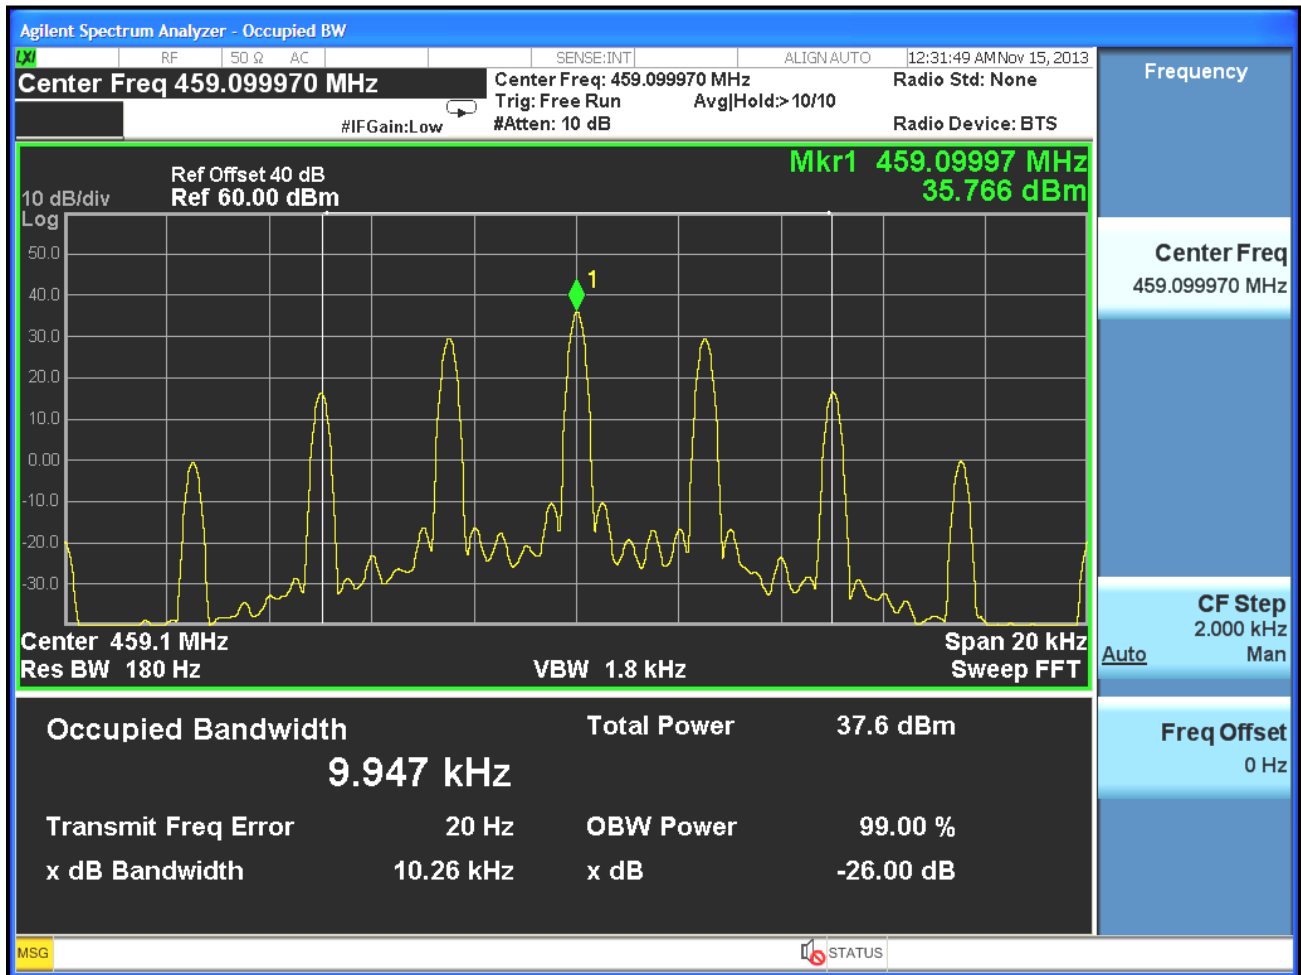 Agilent Spectrum Analyzer - Occupied BW
LXI RF 50 Ω AC SENSE:INT ALIGN AUTO 12:31:49 AM Nov 15, 2013
Center Freq 459.099970 MHz
Center Freq: 459.099970 MHz Radio Std: None
Trig: Free Run Avg|Hold:>10/10
#IFGain:Low #Atten: 10 dB Radio Device: BTS
Mkr1 459.09997 MHz
35.766 dBm
Ref Offset 40 dB
10 dB/div Ref 60.00 dBm
Log
50.0
40.0
30.0
20.0
10.0
0.00
-10.0
-20.0
-30.0
1
Center 459.1 MHz Span 20 kHz
Res BW 180 Hz VBW 1.8 kHz Sweep FFT
Occupied Bandwidth Total Power 37.6 dBm
9.947 kHz
Transmit Freq Error 20 Hz OBW Power 99.00 %
x dB Bandwidth 10.26 kHz x dB -26.00 dB
MSG STATUS
Frequency
Center Freq
459.099970 MHz
CF Step
2.000 kHz
Auto Man
Freq Offset
0 Hz